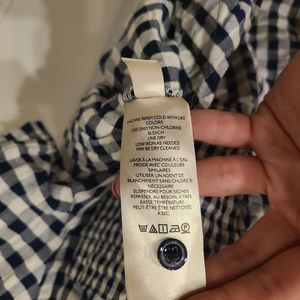 MACHINE WASH COLD WITH LIKE
COLORS
USE ONLY NON-CHLORINE
BLEACH
LINE DRY
LOW IRON AS NEEDED
MAY BE DRY CLEANED
LAVER À LA MACHINE À L'EAU
FROIDE AVEC COULEURS
SIMILAIRES
UTILISER UN AGENT DE
BLANCHIMENT SANS CHLORE SI
NÉCESSAIRE
SUSPENDRE POUR SÉCHER
REPASSER, AU BESOIN, À TRÈS
BASSE TEMPÉRATURE
PEUT-ÊTRE ÊTRE NETTOYÉE
À SEC